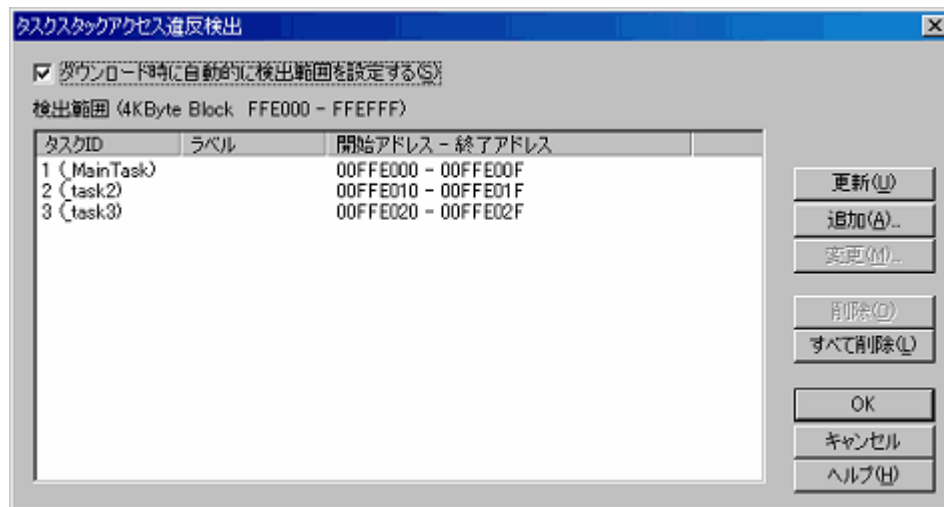 タスクスタックアクセス違反検出
ダウンロード時に自動的に検出範囲を設定する(S)
検出範囲 (4KByte Block FFE000 - FFEFFF)
タスクID ラベル 開始アドレス - 終了アドレス
1 (_MainTask) 00FFE000 - 00FFE00F
2 (_task2) 00FFE010 - 00FFE01F
3 (_task3) 00FFE020 - 00FFE02F
更新(U)
追加(A)...
変更(M)...
削除(D)
すべて削除(L)
OK
キャンセル
ヘルプ(H)